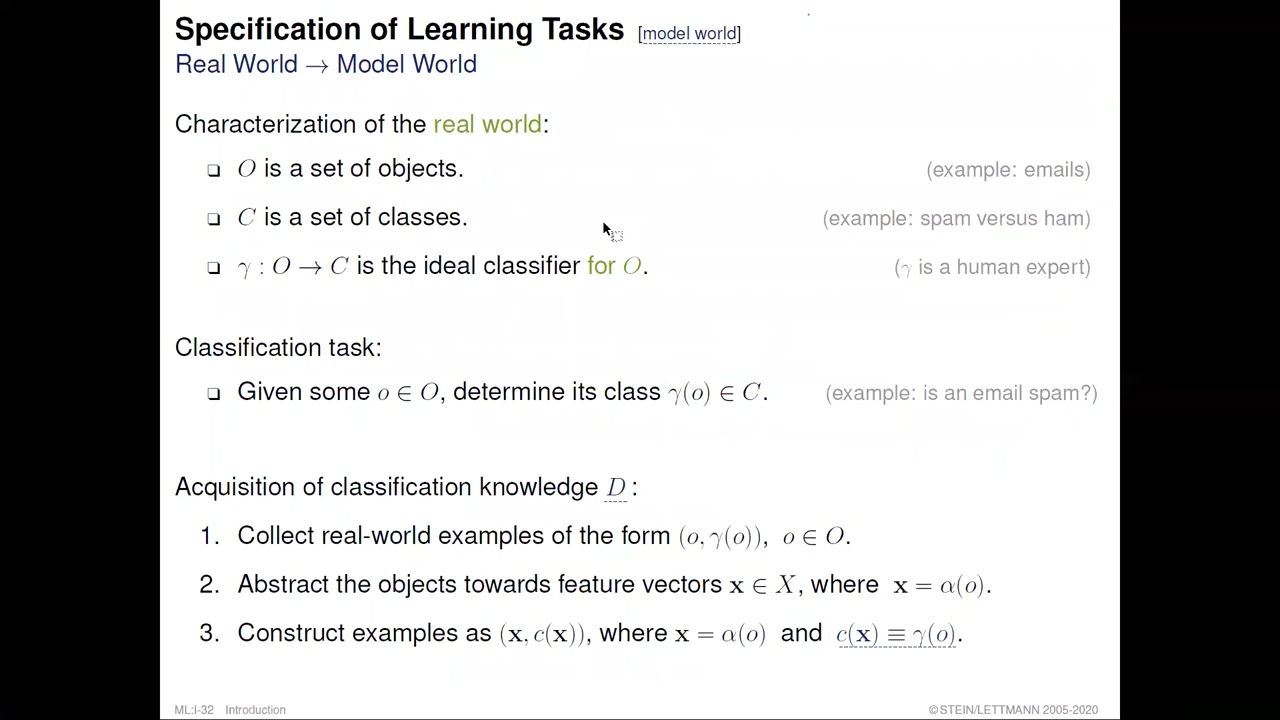 Specification of Learning Tasks [model world]
Real World → Model World
Characterization of the real world:
❏ O is a set of objects. (example: emails)
❏ C is a set of classes. (example: spam versus ham)
❏ γ : O → C is the ideal classifier for O. (γ is a human expert)
Classification task:
❏ Given some o ∈ O, determine its class γ(o) ∈ C. (example: is an email spam?)
Acquisition of classification knowledge D :
1. Collect real-world examples of the form (o, γ(o)), o ∈ O.
2. Abstract the objects towards feature vectors x ∈ X, where x = α(o).
3. Construct examples as (x, c(x)), where x = α(o) and c(x) ≡ γ(o).
ML:I-32 Introduction ©STEIN/LETTMANN 2005-2020